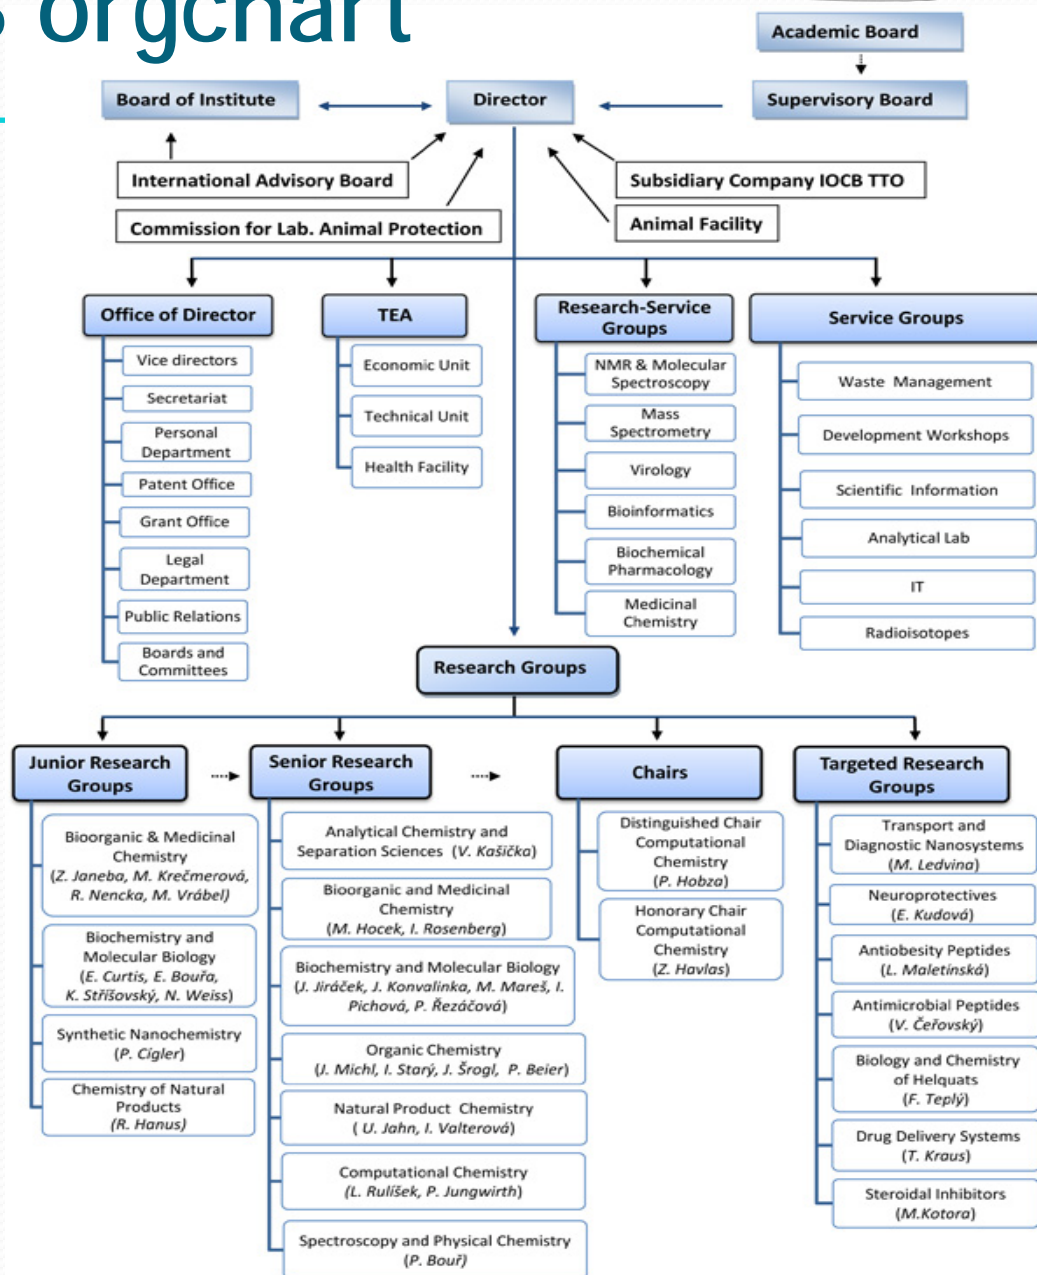 orgchart
Academic Board
Board of Institute
Director
Supervisory Board
International Advisory Board
Subsidiary Company IOCB TTO
Commission for Lab. Animal Protection
Animal Facility
Office of Director
Vice directors
Secretariat
Personal
Department
Patent Office
Grant Office
Legal
Department
Public Relations
Boards and
Committees
TEA
Economic Unit
Technical Unit
Health Facility
Research-Service
Groups
NMR & Molecular
Spectroscopy
Mass
Spectrometry
Virology
Bioinformatics
Biochemical
Pharmacology
Medicinal
Chemistry
Service Groups
Waste Management
Development Workshops
Scientific Information
Analytical Lab
IT
Radioisotopes
Research Groups
Junior Research
Groups
Bioorganic & Medicinal
Chemistry
(Z. Janeba, M. Krečmerová,
R. Nencka, M. Vrábel)
Biochemistry and
Molecular Biology
(E. Curtis, E. Bouřa,
K. Stříšovský, N. Weiss)
Synthetic Nanochemistry
(P. Cigler)
Chemistry of Natural
Products
(R. Hanus)
Senior Research
Groups
Analytical Chemistry and
Separation Sciences (V. Kašička)
Bioorganic and Medicinal
Chemistry
(M. Hocek, I. Rosenberg)
Biochemistry and Molecular Biology
(J. Jiráček, J. Konvalinka, M. Mareš, I.
Pichová, P. Řezáčová)
Organic Chemistry
(J. Michl, I. Starý, J. Šrogl, P. Beier)
Natural Product Chemistry
( U. Jahn, I. Valterová)
Computational Chemistry
(L. Rulíšek, P. Jungwirth)
Spectroscopy and Physical Chemistry
(P. Bouř)
Chairs
Distinguished Chair
Computational
Chemistry
(P. Hobza)
Honorary Chair
Computational
Chemistry
(Z. Havlas)
Targeted Research
Groups
Transport and
Diagnostic Nanosystems
(M. Ledvina)
Neuroprotectives
(E. Kudová)
Antiobesity Peptides
(L. Maletínská)
Antimicrobial Peptides
(V. Čeřovský)
Biology and Chemistry
of Helquats
(F. Teplý)
Drug Delivery Systems
(T. Kraus)
Steroidal Inhibitors
(M.Kotora)